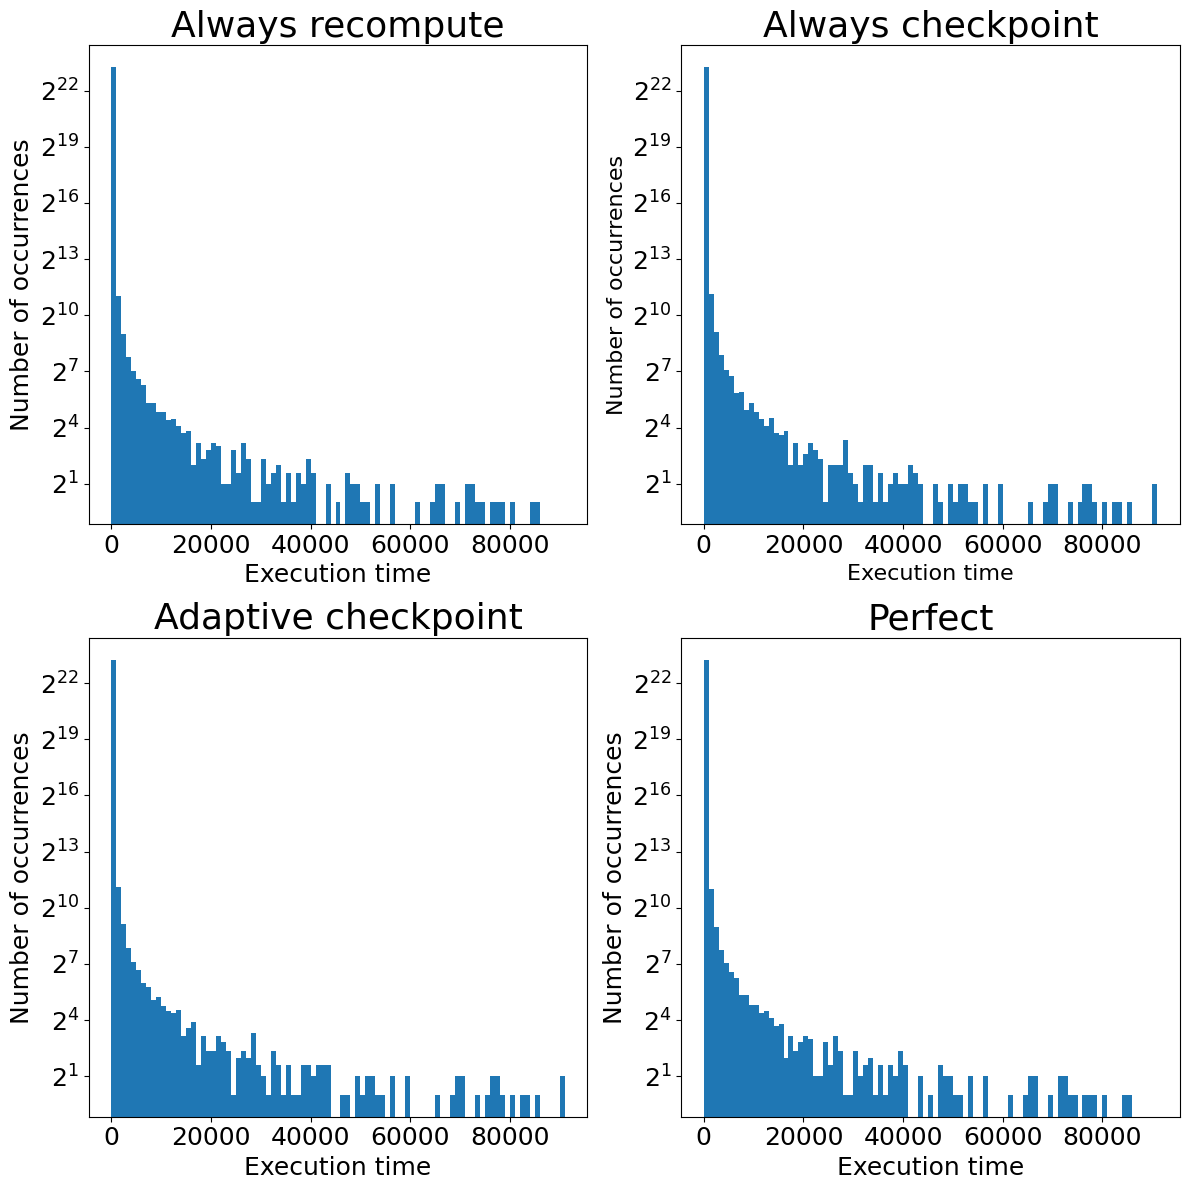 Always recompute
Number of occurrences
2^22
2^19
2^16
2^13
2^10
2^7
2^4
2^1
0 20000 40000 60000 80000
Execution time
Always checkpoint
Number of occurrences
2^22
2^19
2^16
2^13
2^10
2^7
2^4
2^1
0 20000 40000 60000 80000
Execution time
Adaptive checkpoint
Number of occurrences
2^22
2^19
2^16
2^13
2^10
2^7
2^4
2^1
0 20000 40000 60000 80000
Execution time
Perfect
Number of occurrences
2^22
2^19
2^16
2^13
2^10
2^7
2^4
2^1
0 20000 40000 60000 80000
Execution time